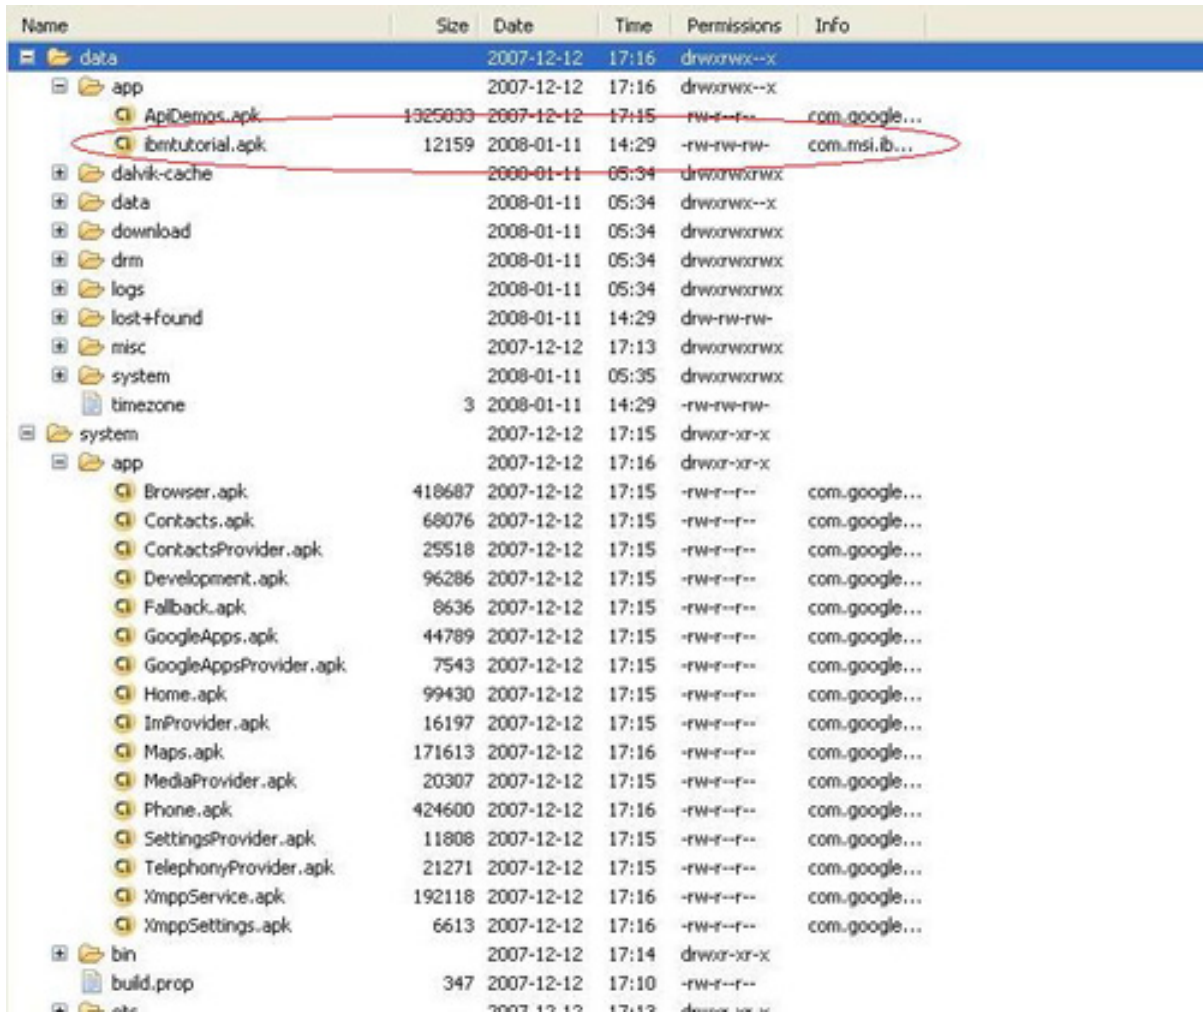 Name Size Date Time Permissions Info
data 2007-12-12 17:16 drwxrwx--x
app 2007-12-12 17:16 drwxrwx--x
ApiDemos.apk 1325833 2007-12-12 17:15 -rw-r--r-- com.google...
ibmtutorial.apk 12159 2008-01-11 14:29 -rw-rw-rw- com.msi.ib...
dalvik-cache 2008-01-11 05:34 drwxrwxrwx
data 2008-01-11 05:34 drwxrwx--x
download 2008-01-11 05:34 drwxrwxrwx
drm 2008-01-11 05:34 drwxrwxrwx
logs 2008-01-11 05:34 drwxrwxrwx
lost+found 2008-01-11 14:29 drw-rw-rw-
misc 2007-12-12 17:13 drwxrwxrwx
system 2008-01-11 05:35 drwxrwxrwx
timezone 3 2008-01-11 14:29 -rw-rw-rw-
system 2007-12-12 17:15 drwxr-xr-x
app 2007-12-12 17:16 drwxr-xr-x
Browser.apk 418687 2007-12-12 17:15 -rw-r--r-- com.google...
Contacts.apk 68076 2007-12-12 17:15 -rw-r--r-- com.google...
ContactsProvider.apk 25518 2007-12-12 17:15 -rw-r--r-- com.google...
Development.apk 96286 2007-12-12 17:15 -rw-r--r-- com.google...
Fallback.apk 8636 2007-12-12 17:15 -rw-r--r-- com.google...
GoogleApps.apk 44789 2007-12-12 17:15 -rw-r--r-- com.google...
GoogleAppsProvider.apk 7543 2007-12-12 17:15 -rw-r--r-- com.google...
Home.apk 99430 2007-12-12 17:15 -rw-r--r-- com.google...
ImProvider.apk 16197 2007-12-12 17:15 -rw-r--r-- com.google...
Maps.apk 171613 2007-12-12 17:16 -rw-r--r-- com.google...
MediaProvider.apk 20307 2007-12-12 17:15 -rw-r--r-- com.google...
Phone.apk 424600 2007-12-12 17:16 -rw-r--r-- com.google...
SettingsProvider.apk 11808 2007-12-12 17:15 -rw-r--r-- com.google...
TelephonyProvider.apk 21271 2007-12-12 17:15 -rw-r--r-- com.google...
XmppService.apk 192118 2007-12-12 17:16 -rw-r--r-- com.google...
XmppSettings.apk 6613 2007-12-12 17:16 -rw-r--r-- com.google...
bin 2007-12-12 17:14 drwxr-xr-x
build.prop 347 2007-12-12 17:10 -rw-r--r--
2007-12-12 17:13